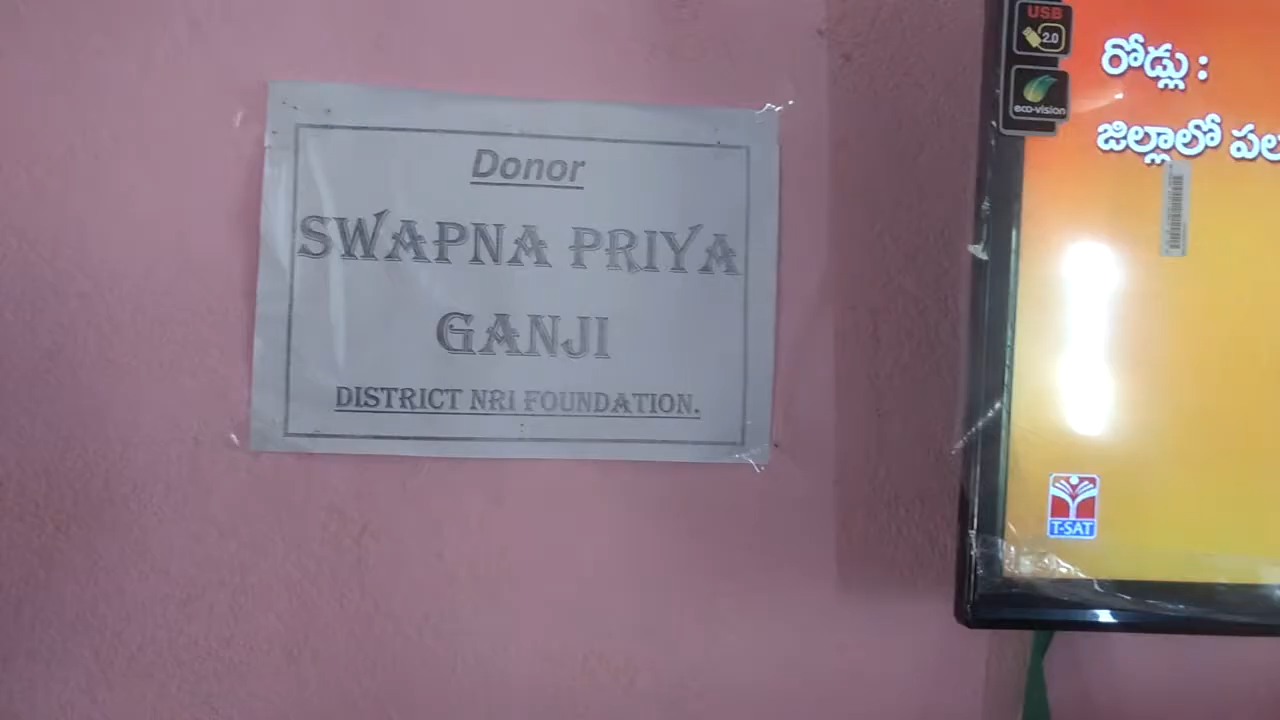 Donor
SWAPNA PRIYA
GANJI
DISTRICT NRI FOUNDATION.
USB
2.0
eco-vision
రోడ్లు :
జిల్లాలో
T-SAT